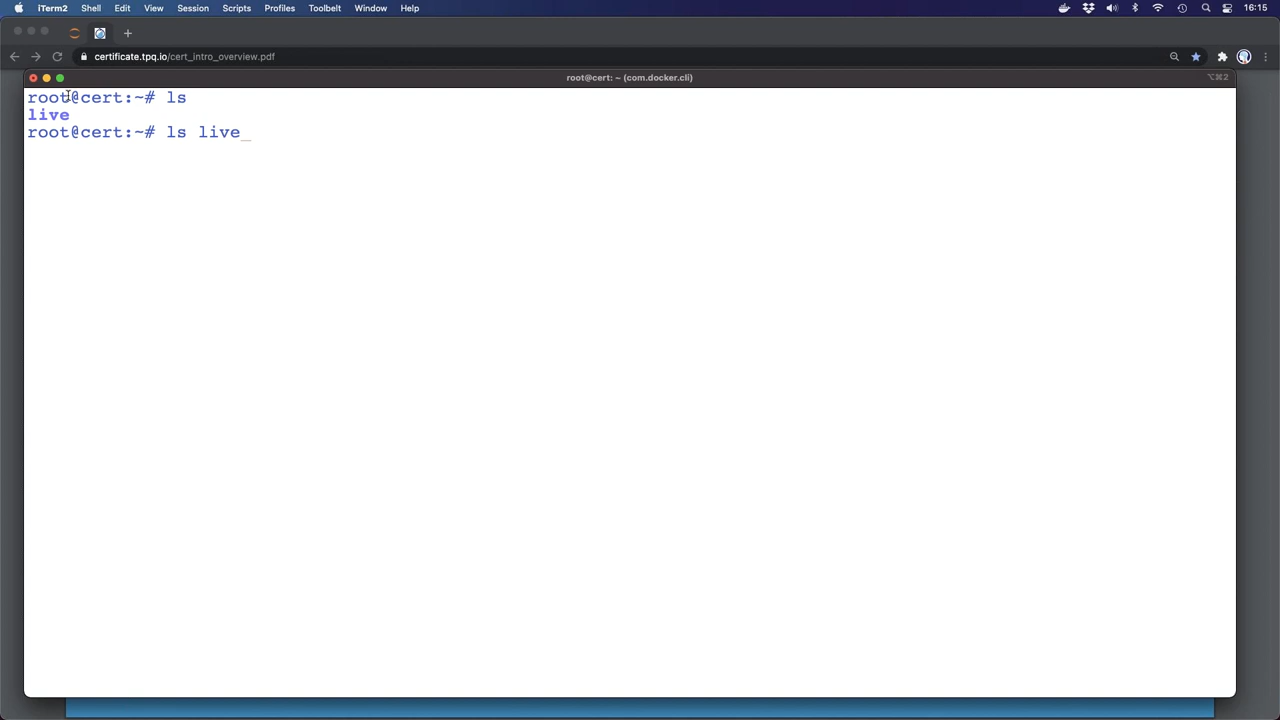 iTerm2 Shell Edit View Session Scripts Profiles Toolbelt Window Help 16:15
certificate.tpq.io/cert_intro_overview.pdf
root@cert: ~ (com.docker.cli) ⌥⌘2
root@cert:~# ls
live
root@cert:~# ls live_